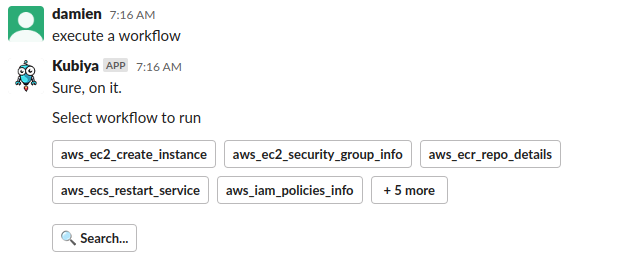 damien 7:16 AM
execute a workflow
Kubiya APP 7:16 AM
Sure, on it.
Select workflow to run
aws_ec2_create_instance aws_ec2_security_group_info aws_ecr_repo_details
aws_ecs_restart_service aws_iam_policies_info + 5 more
Search...